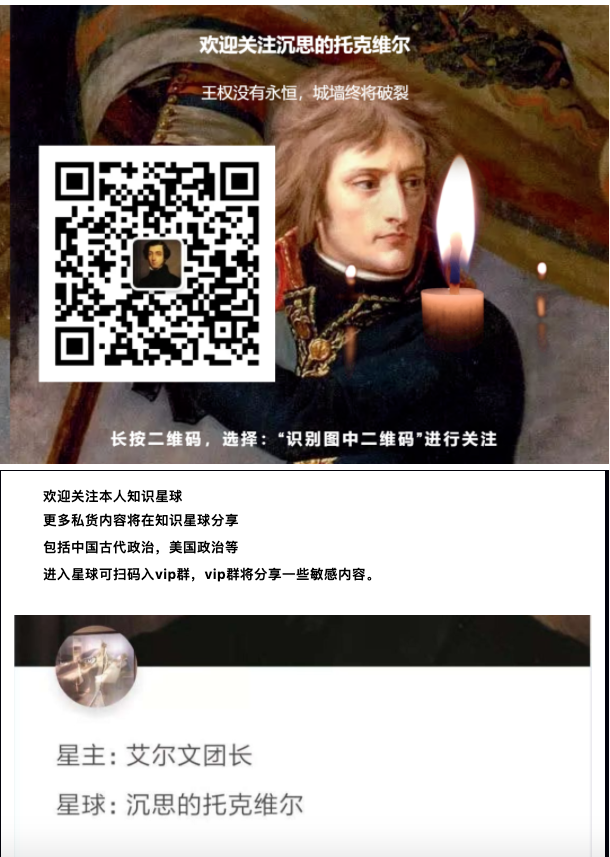 欢迎关注沉思的托克维尔
王权没有永恒，城墙终将破裂
长按二维码，选择：“识别图中二维码”进行关注
欢迎关注本人知识星球
更多私货内容将在知识星球分享
包括中国古代政治，美国政治等
进入星球可扫码入vip群，vip群将分享一些敏感内容。
星主: 艾尔文团长
星球: 沉思的托克维尔